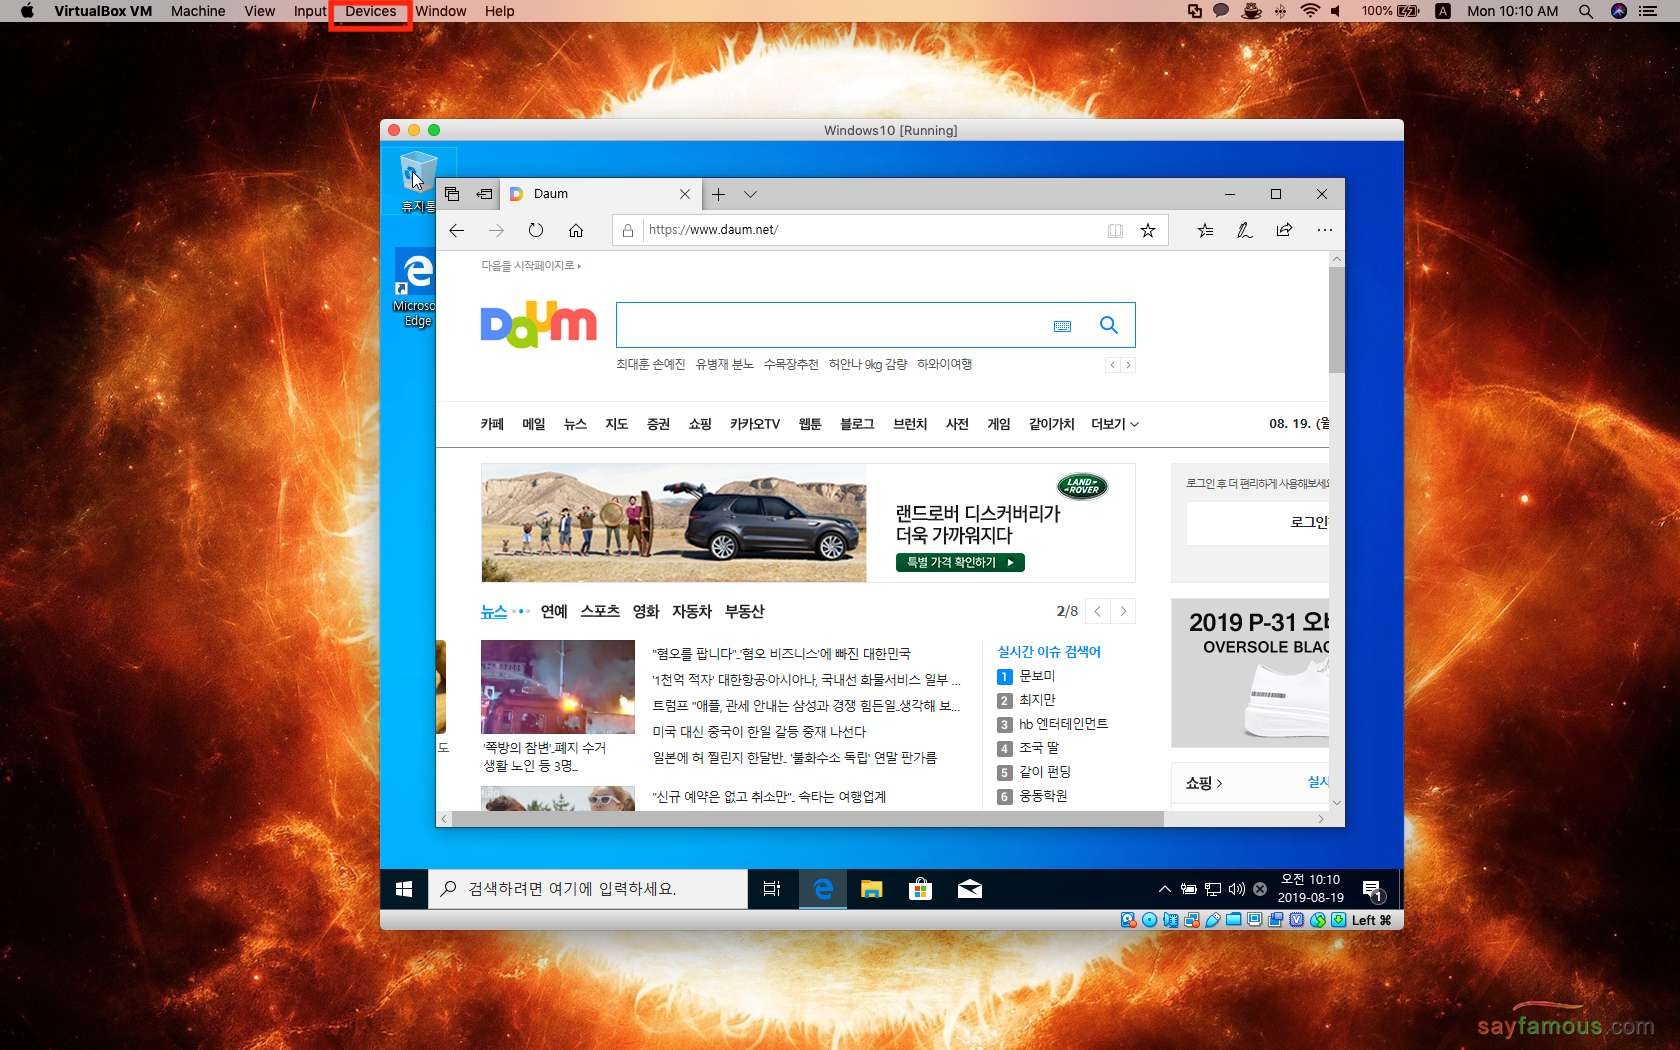 VirtualBox VM Machine View Input Devices Window Help 100% A Mon 10:10 AM
Windows10 [Running]
휴지통
Daum
https://www.daum.net/
Microso
Edge
다음을 시작페이지로
Daum
최대훈 손예진 유병재 분노 수목장추천 허안나 9kg 감량 하와이여행
카페 메일 뉴스 지도 증권 쇼핑 카카오TV 웹툰 블로그 브런치 사전 게임 같이가치 더보기 08. 19. (월
LAND ROVER
랜드로버 디스커버리가
더욱 가까워지다
특별 가격 확인하기
로그인 후 더 편리하게 사용해보세요
로그인
뉴스 연예 스포츠 영화 자동차 부동산 2/8
2019 P-31 오버
OVERSOLE BLAC
"혐오를 팝니다"..'혐오 비즈니스'에 빠진 대한민국
'1천억 적자' 대한항공·아시아나, 국내선 화물서비스 일부 ...
트럼프 "애플, 관세 안내는 삼성과 경쟁 힘든일..생각해 보...
미국 대신 중국이 한일 갈등 중재 나선다
일본에 허 찔린지 한달반.. '불화수소 독립' 연말 판가름
"신규 예약은 없고 취소만".. 속타는 여행업계
도
'쪽방의 참변'..폐지 수거
생활 노인 등 3명...
실시간 이슈 검색어
1 문보미
2 최지만
3 hb 엔터테인먼트
4 조국 딸
5 같이 펀딩
6 웅동학원
쇼핑 실시
검색하려면 여기에 입력하세요.
오전 10:10
2019-08-19
1
Left ⌘
sayfamous.com